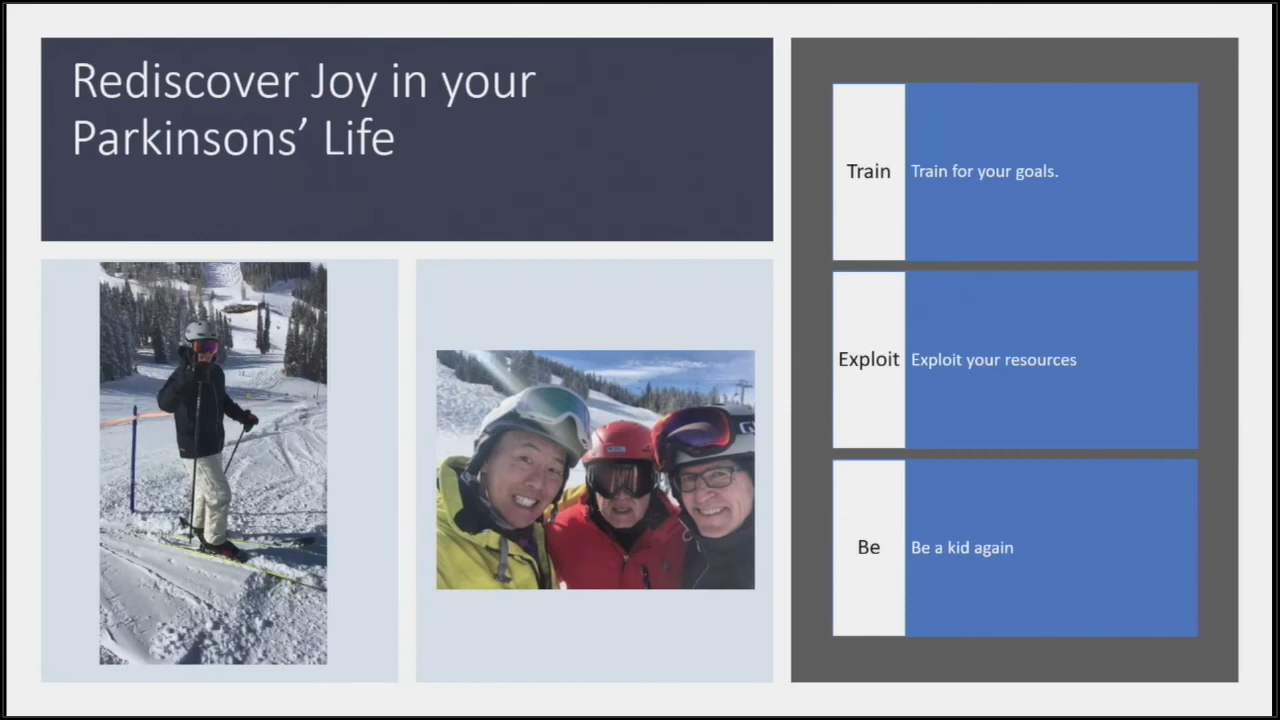 Rediscover Joy in your
Parkinsons’ Life
Train
Train for your goals.
Exploit
Exploit your resources
Be
Be a kid again